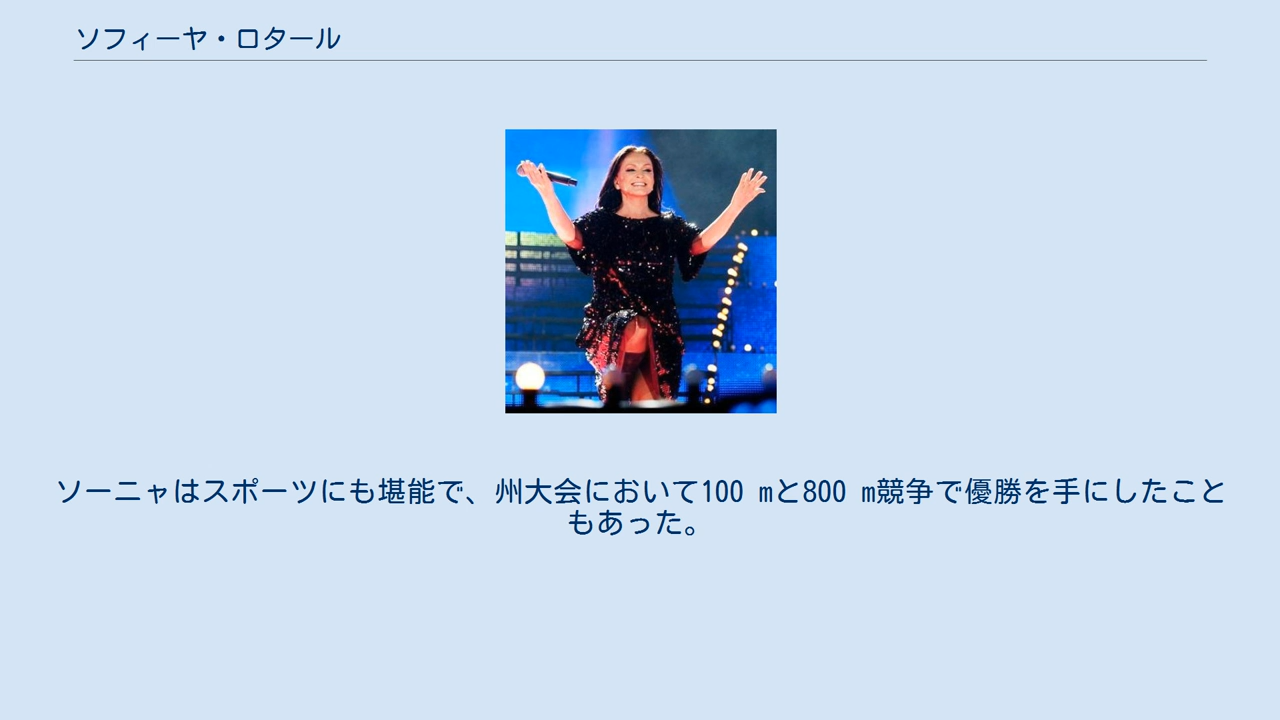 ソフィーヤ・ロタール
ソーニャはスポーツにも堪能で、州大会において100 mと800 m競争で優勝を手にしたこと
もあった。